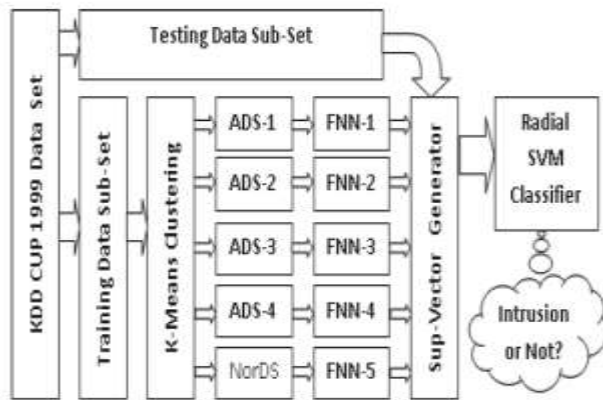 KDD CUP 1999 Data Set
Testing Data Sub-Set
Training Data Sub-Set
K-Means Clustering
ADS-1
FNN-1
ADS-2
FNN-2
ADS-3
FNN-3
ADS-4
FNN-4
NorDS
FNN-5
Sup-Vector Generator
Radial
SVM
Classifier
Intrusion
or Not?